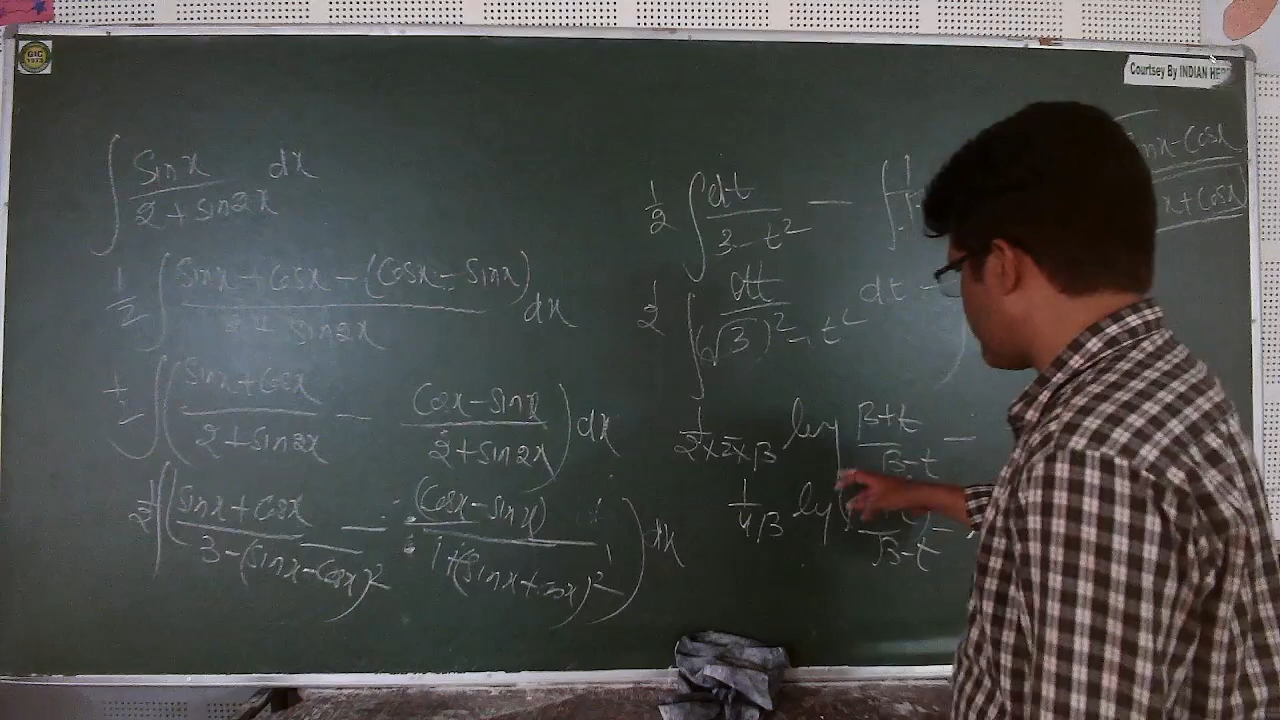 GIC
1973
Courtsey By INDIAN
∫ Sinx / 2 + sin2x dx
1/2 ∫ Sinx + Cosx - (Cosx - Sinx) / 2 + sin2x dx
1/2 ∫ ( Sinx + Cosx / 2 + sin2x - Cosx - Sinx / 2 + sin2x ) dx
1/2 ∫ ( Sinx + Cosx / 3 - (Sinx - Cosx)² - (Cosx - Sinx) / 1 + (Sinx + cosx)² ) dx
Sinx - Cosx
x + Cosx
1/2 ∫ dt / 3 - t² - ∫
1/2 ∫ dt / (√3)² - t² dt -
1 / 2×2×√3 log √3 + t / √3 - t -
1 / 4√3 log / √3 - t -